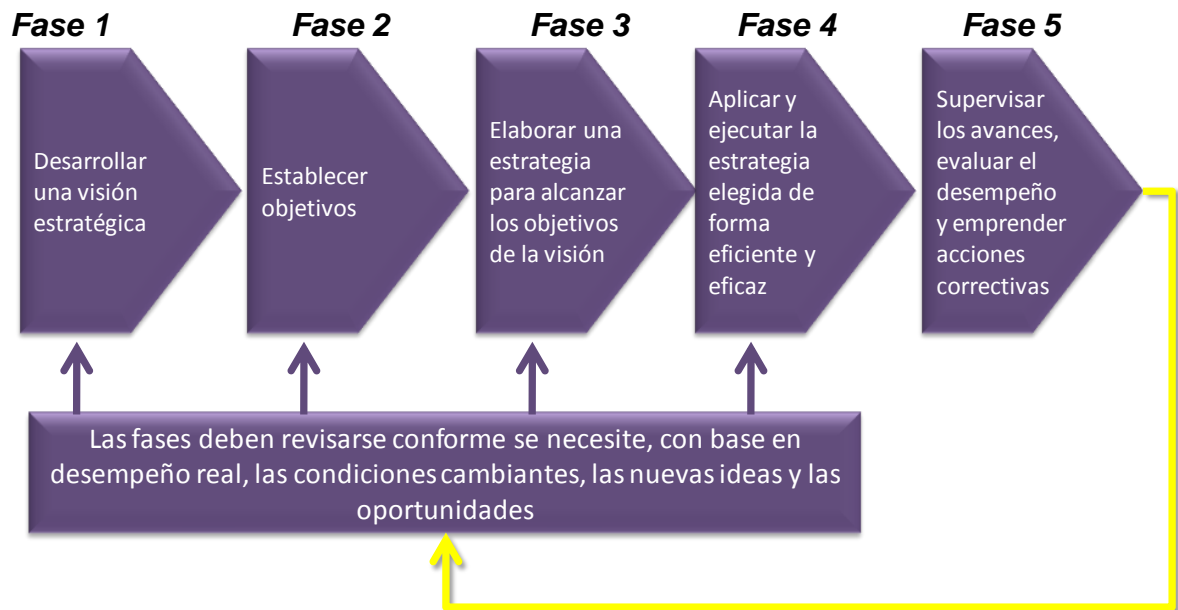 Fase 1
Fase 2
Fase 3
Fase 4
Fase 5
Desarrollar
una visión
estratégica
Establecer
objetivos
Elaborar una
estrategia
para alcanzar
los objetivos
de la visión
Aplicar y
ejecutar la
estrategia
elegida de
forma
eficiente y
eficaz
Supervisar
los avances,
evaluar el
desempeño
y emprender
acciones
correctivas
Las fases deben revisarse conforme se necesite, con base en
desempeño real, las condiciones cambiantes, las nuevas ideas y las
oportunidades